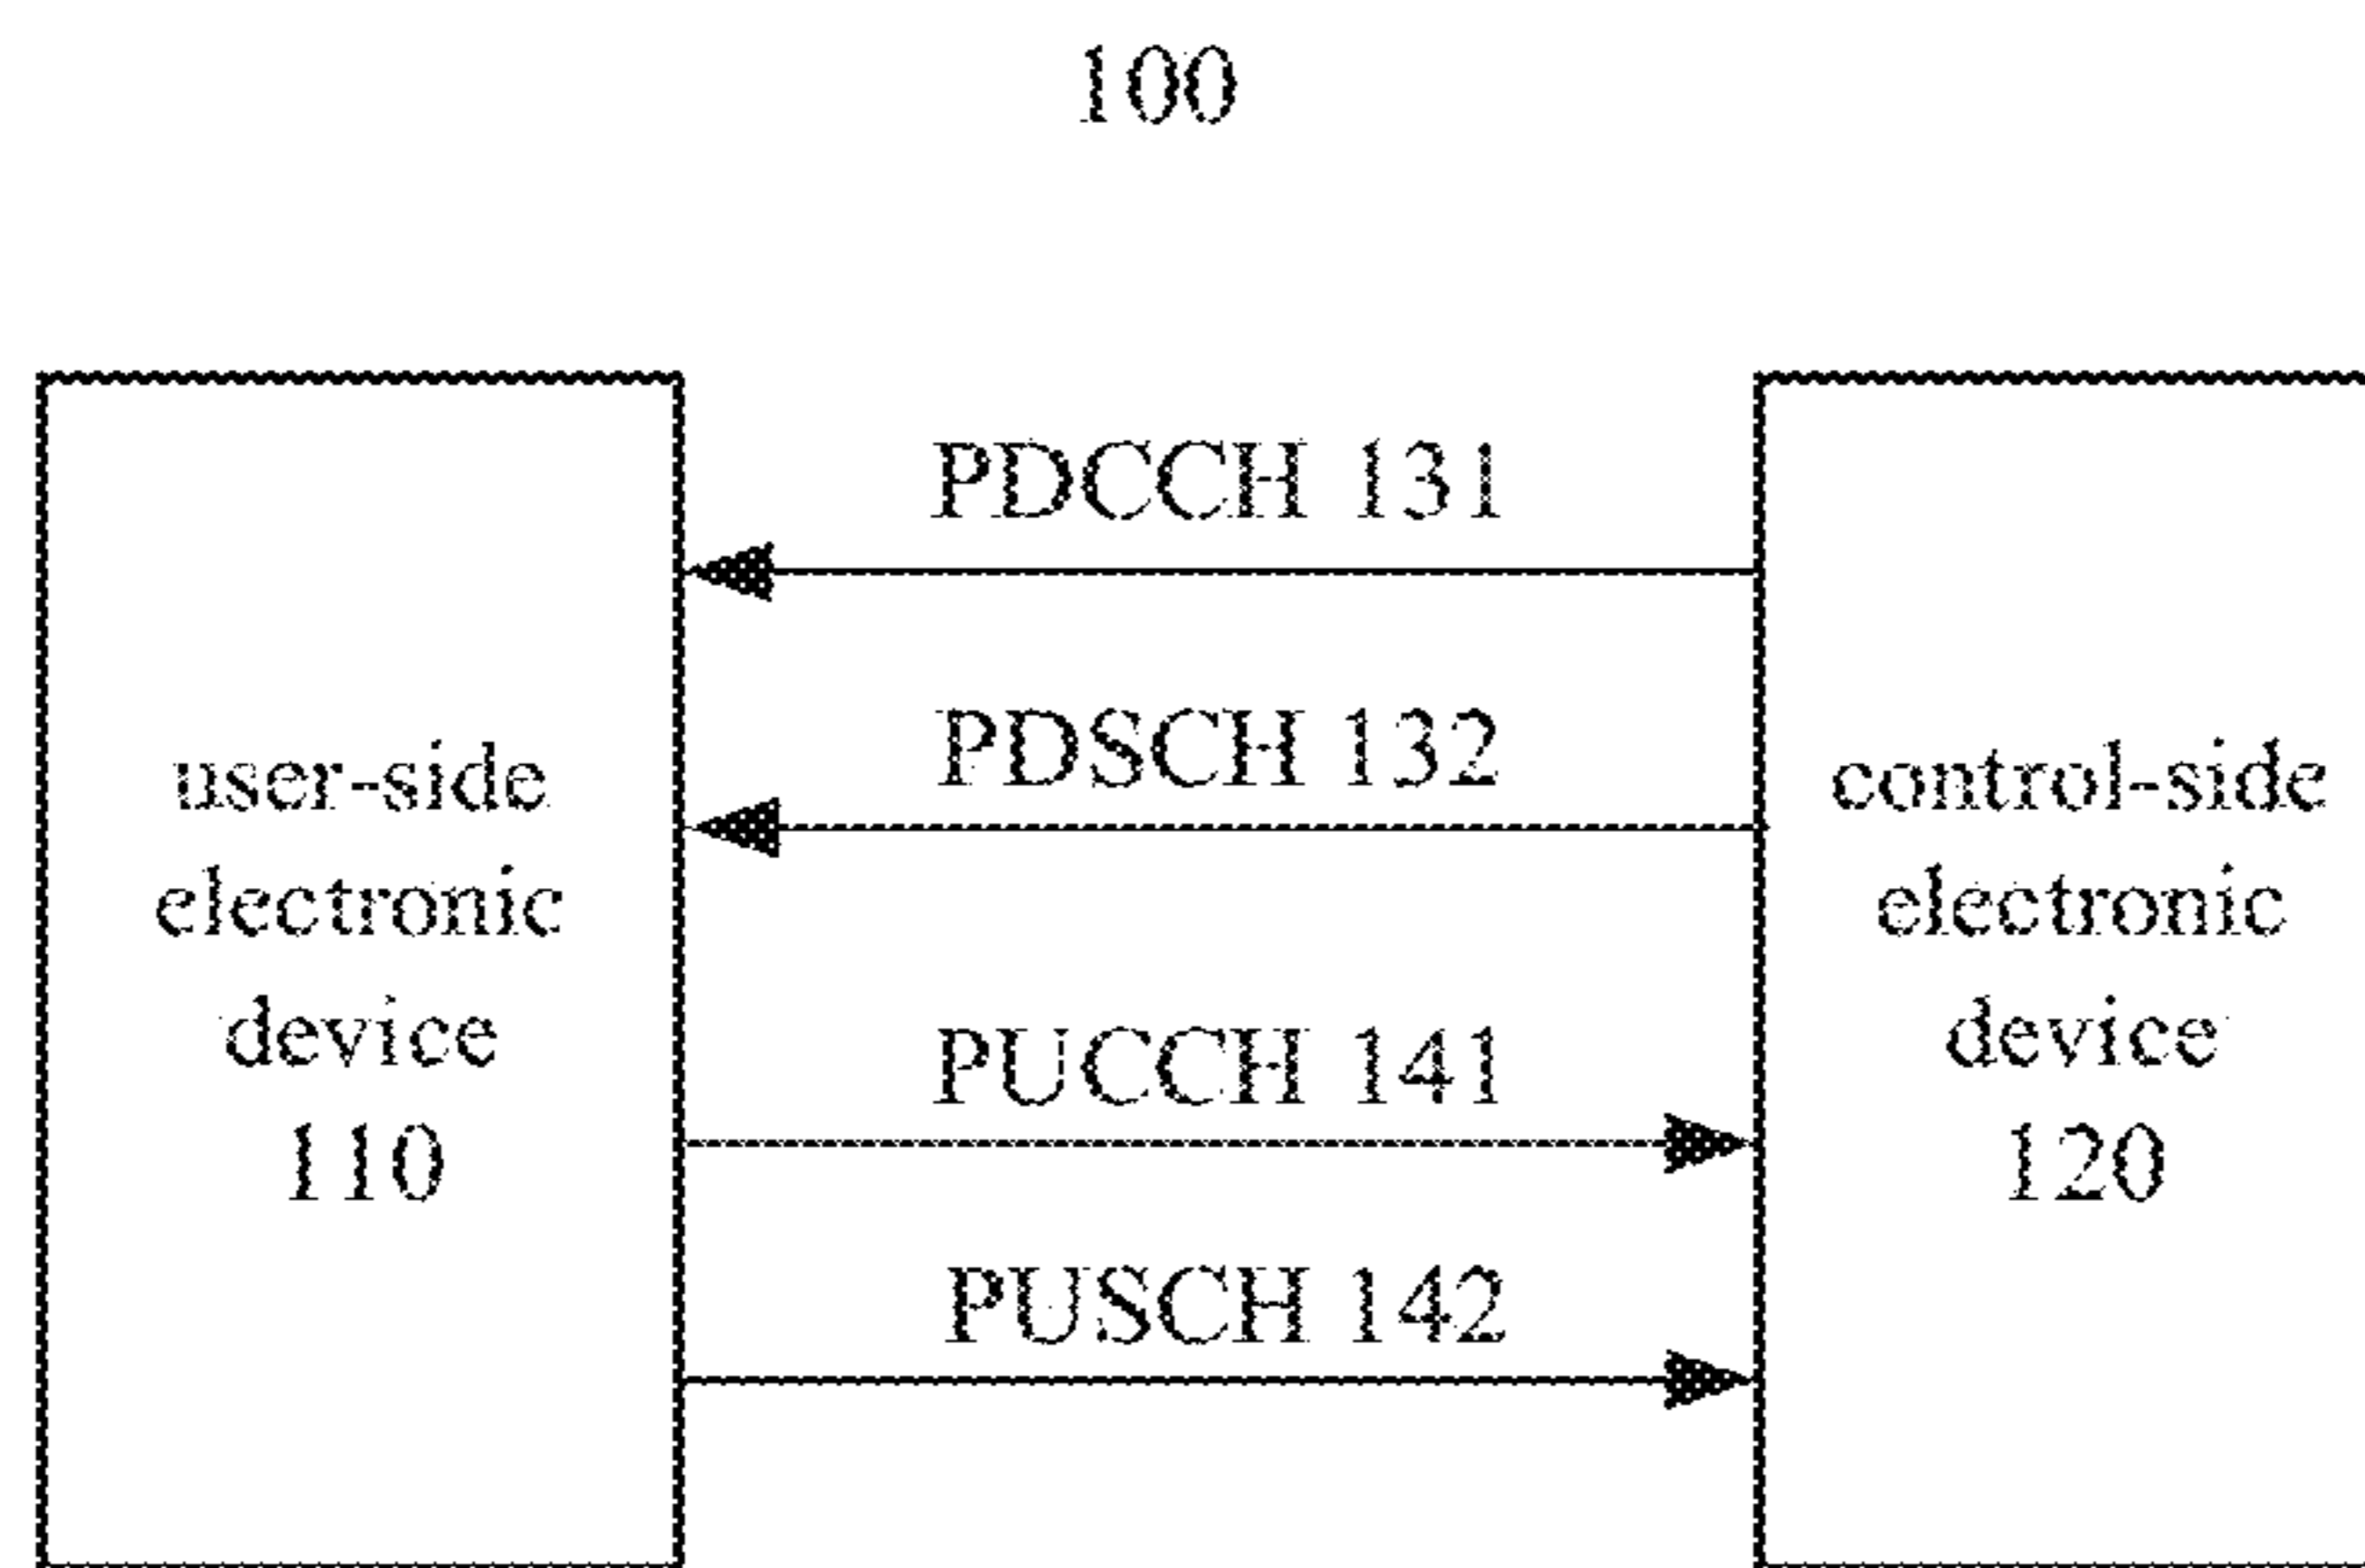 100
PDCCH 131
PDSCH 132
PUCCH 141
PUSCH 142
user-side
electronic
device
110
control-side
electronic
device
120